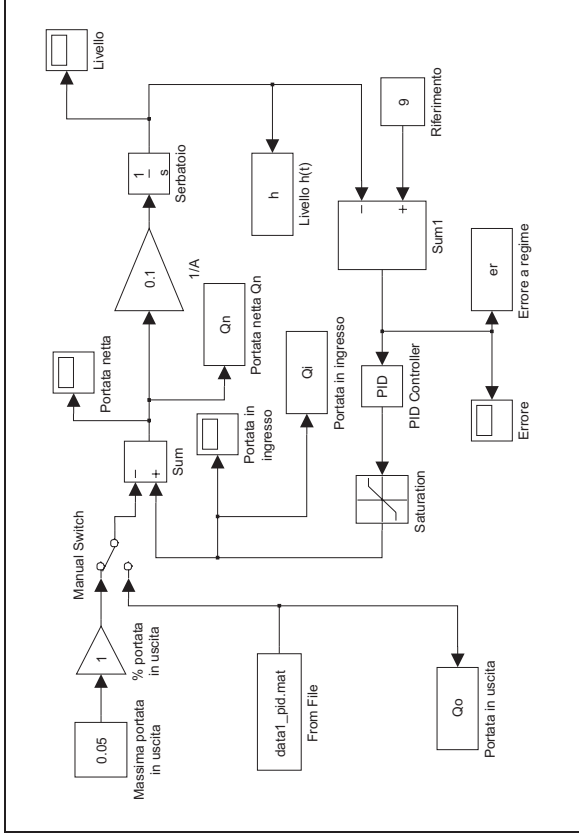 0.05
Massima portata
in uscita
1
% portata
in uscita
Manual Switch
−
+
Sum
Portata netta
0.1
1/A
1
s
Serbatoio
Livello
Qn
Portata netta Qn
h
Livello h(t)
Portata in
ingresso
Qi
Portata in ingresso
−
+
Sum1
9
Riferimento
data1_pid.mat
From File
Qo
Portata in uscita
Saturation
PID
PID Controller
Errore
er
Errore a regime